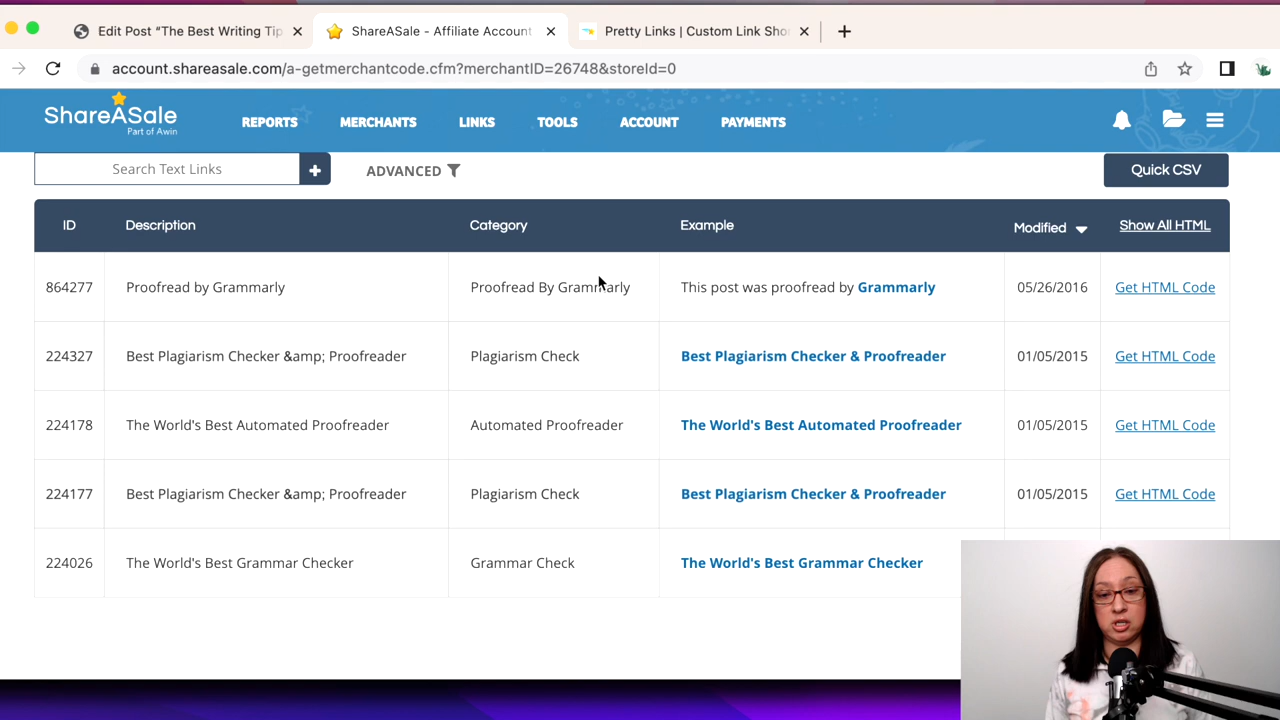 Edit Post “The Best Writing Tip
ShareASale - Affiliate Account
Pretty Links | Custom Link Shor
account.shareasale.com/a-getmerchantcode.cfm?merchantID=26748&storeId=0
ShareASale
Part of Awin
REPORTS MERCHANTS LINKS TOOLS ACCOUNT PAYMENTS
Search Text Links + ADVANCED Quick CSV
ID Description Category Example Modified Show All HTML
864277 Proofread by Grammarly Proofread By Grammarly This post was proofread by Grammarly 05/26/2016 Get HTML Code
224327 Best Plagiarism Checker &amp; Proofreader Plagiarism Check Best Plagiarism Checker & Proofreader 01/05/2015 Get HTML Code
224178 The World's Best Automated Proofreader Automated Proofreader The World's Best Automated Proofreader 01/05/2015 Get HTML Code
224177 Best Plagiarism Checker &amp; Proofreader Plagiarism Check Best Plagiarism Checker & Proofreader 01/05/2015 Get HTML Code
224026 The World's Best Grammar Checker Grammar Check The World's Best Grammar Checker